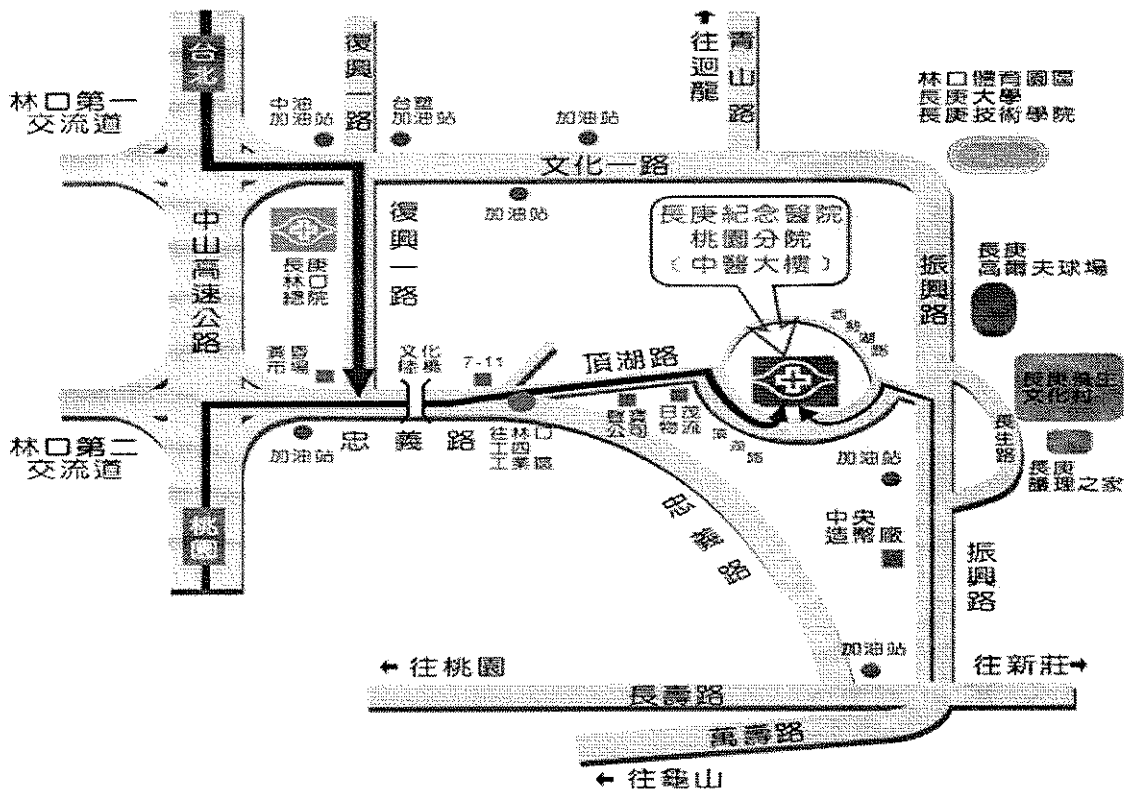 台北
復興一路
往迴龍
青山路
林口體育園區
長庚大學
長庚技術學院
林口第一
交流道
中油
加油站
台塑
加油站
加油站
文化一路
加油站
中山高速公路
長庚
林口
總院
復興一路
長庚紀念醫院
桃園分院
(中醫大樓)
振興路
長庚
高爾夫球場
黃昏
市場
文化
陸橋
7-11
頂湖路
長庚養生
文化村
林口第二
交流道
加油站
忠義路
往林口
工四
工業區
公司
日茂
物流
加油站
長生路
長庚
護理之家
桃園
忠義路
中央
造幣廠
振興路
加油站
←往桃園
往新莊→
長壽路
萬壽路
←往龜山